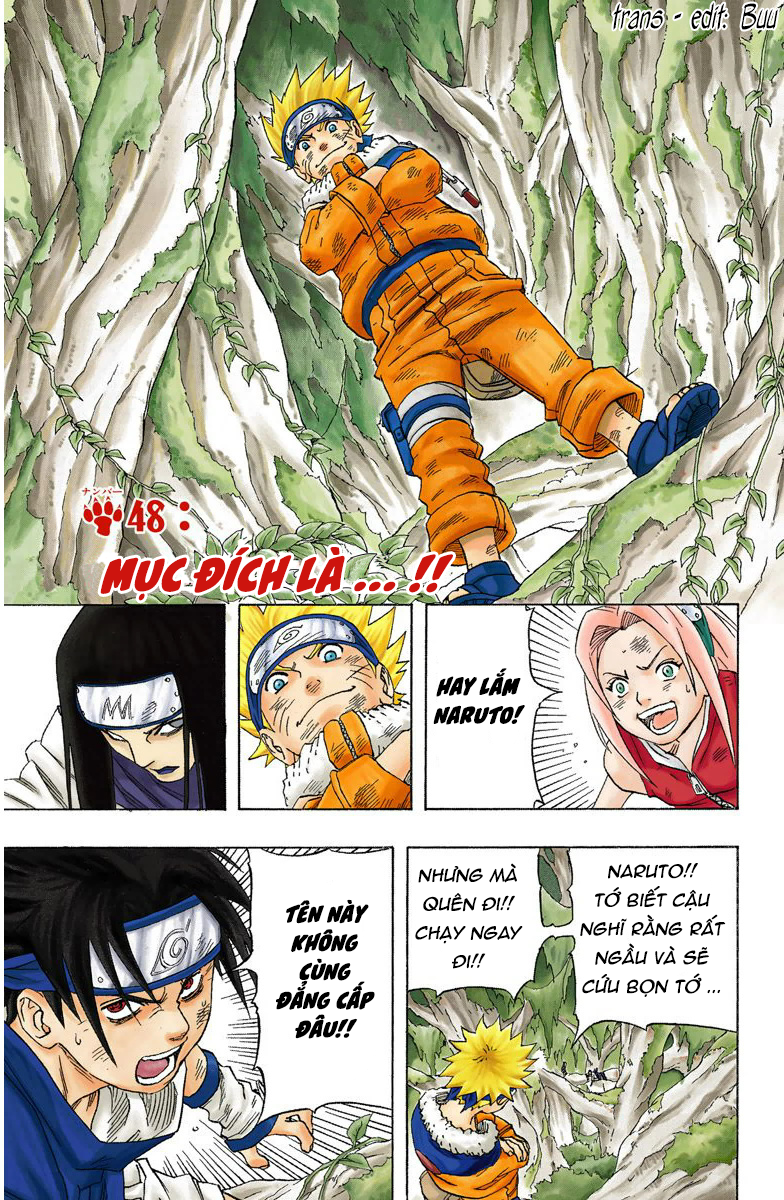 trans - edit: Buu
ナンバー
48 :
MỤC ĐÍCH LÀ ... !!
HAY LẮM
NARUTO!
NARUTO!!
TỚ BIẾT CẬU
NGHĨ RẰNG RẤT
NGẦU VÀ SẼ
CỨU BỌN TỚ ...
NHƯNG MÀ
QUÊN ĐI!!
CHẠY NGAY
ĐI!!
TÊN NÀY
KHÔNG
CÙNG
ĐẲNG CẤP
ĐÂU!!